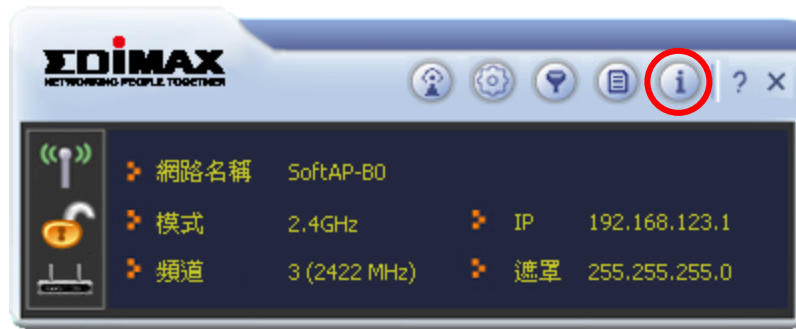 EDIMAX
NETWORKING PEOPLE TOGETHER
i ? ×
網路名稱 SoftAP-B0
模式 2.4GHz IP 192.168.123.1
頻道 3 (2422 MHz) 遮罩 255.255.255.0